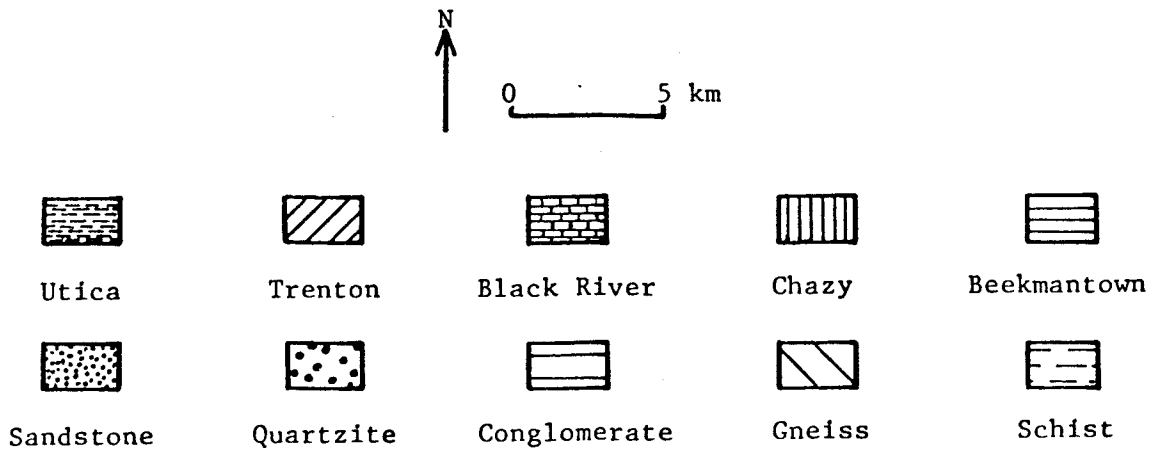 N
0 5 km
Utica Trenton Black River Chazy Beekmantown
Sandstone Quartzite Conglomerate Gneiss Schist